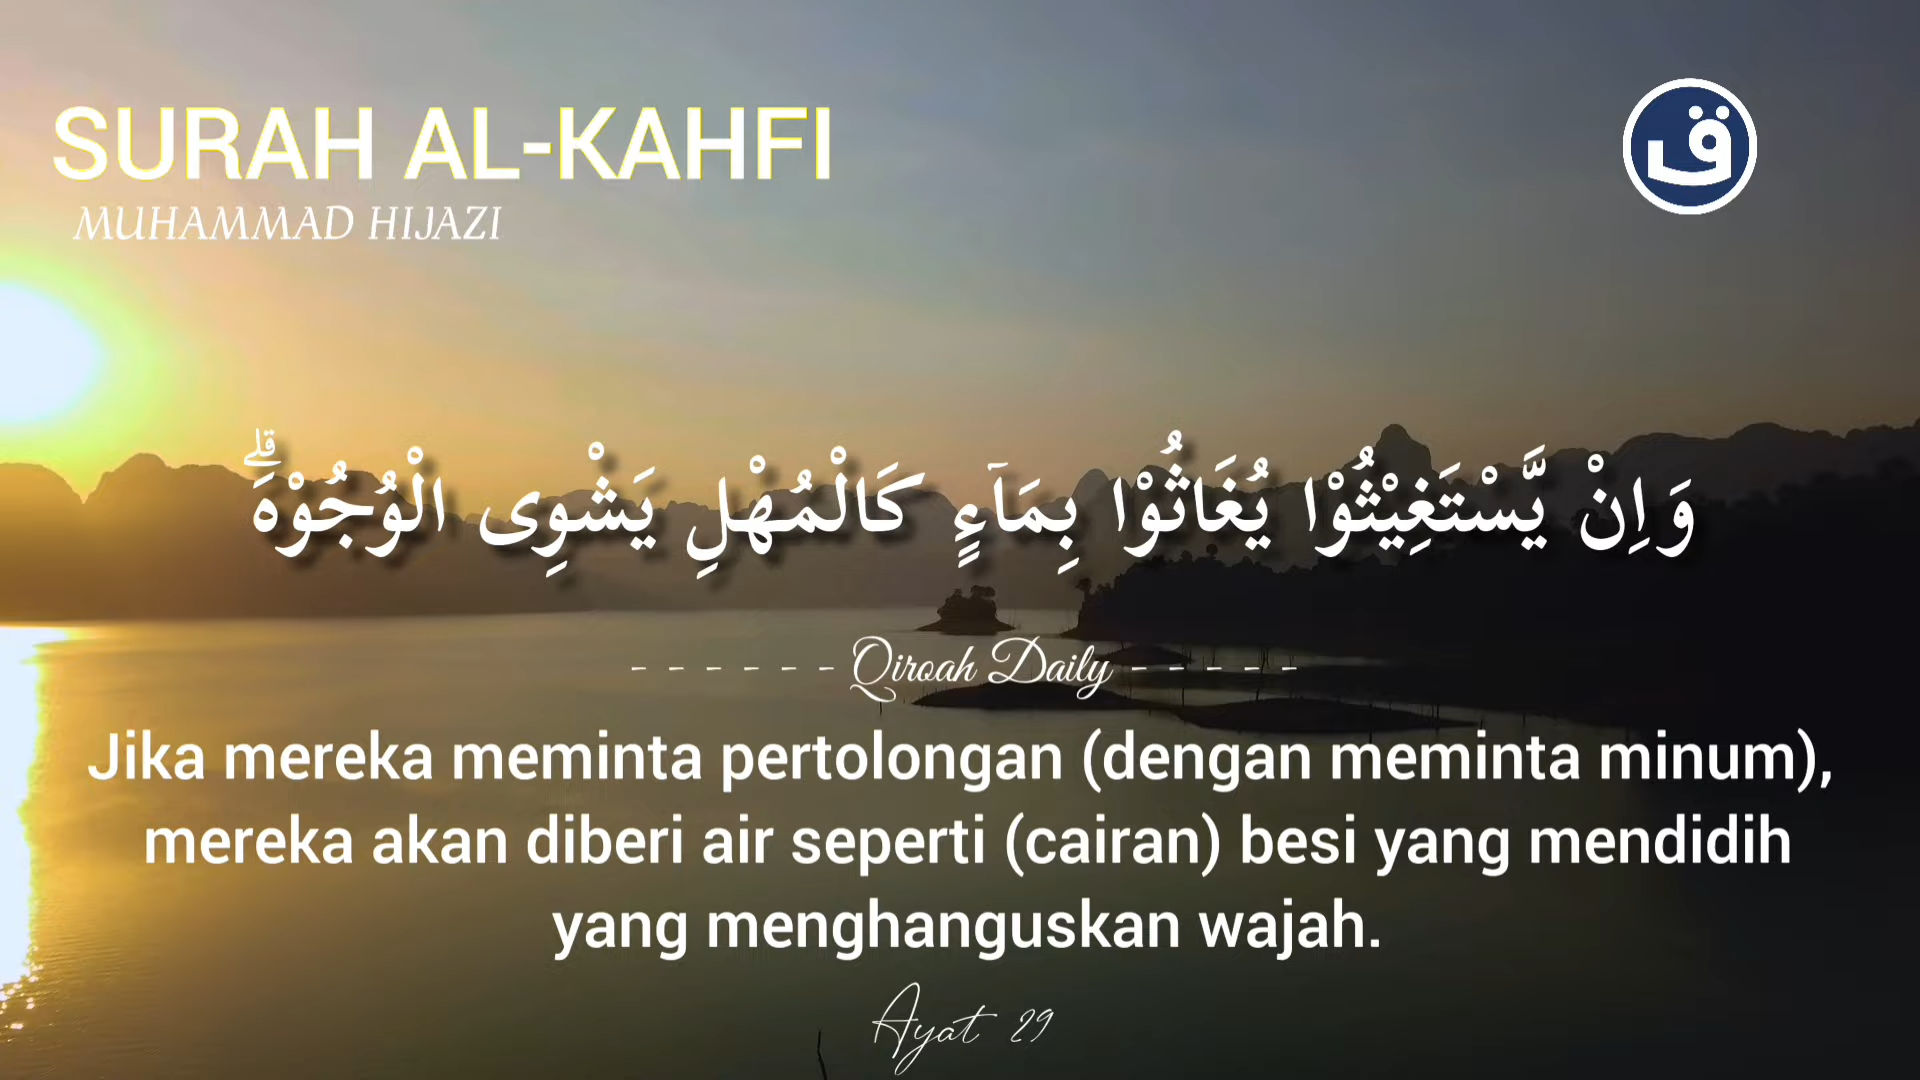 SURAH AL-KAHFI
MUHAMMAD HIJAZI
ق
وَاِنْ يَّسْتَغِيْثُوْا يُغَاثُوْا بِمَاۤءٍ كَالْمُهْلِ يَشْوِى الْوُجُوْهَۗ
- - - - - - Qiroah Daily - - - - -
Jika mereka meminta pertolongan (dengan meminta minum),
mereka akan diberi air seperti (cairan) besi yang mendidih
yang menghanguskan wajah.
Ayat 29